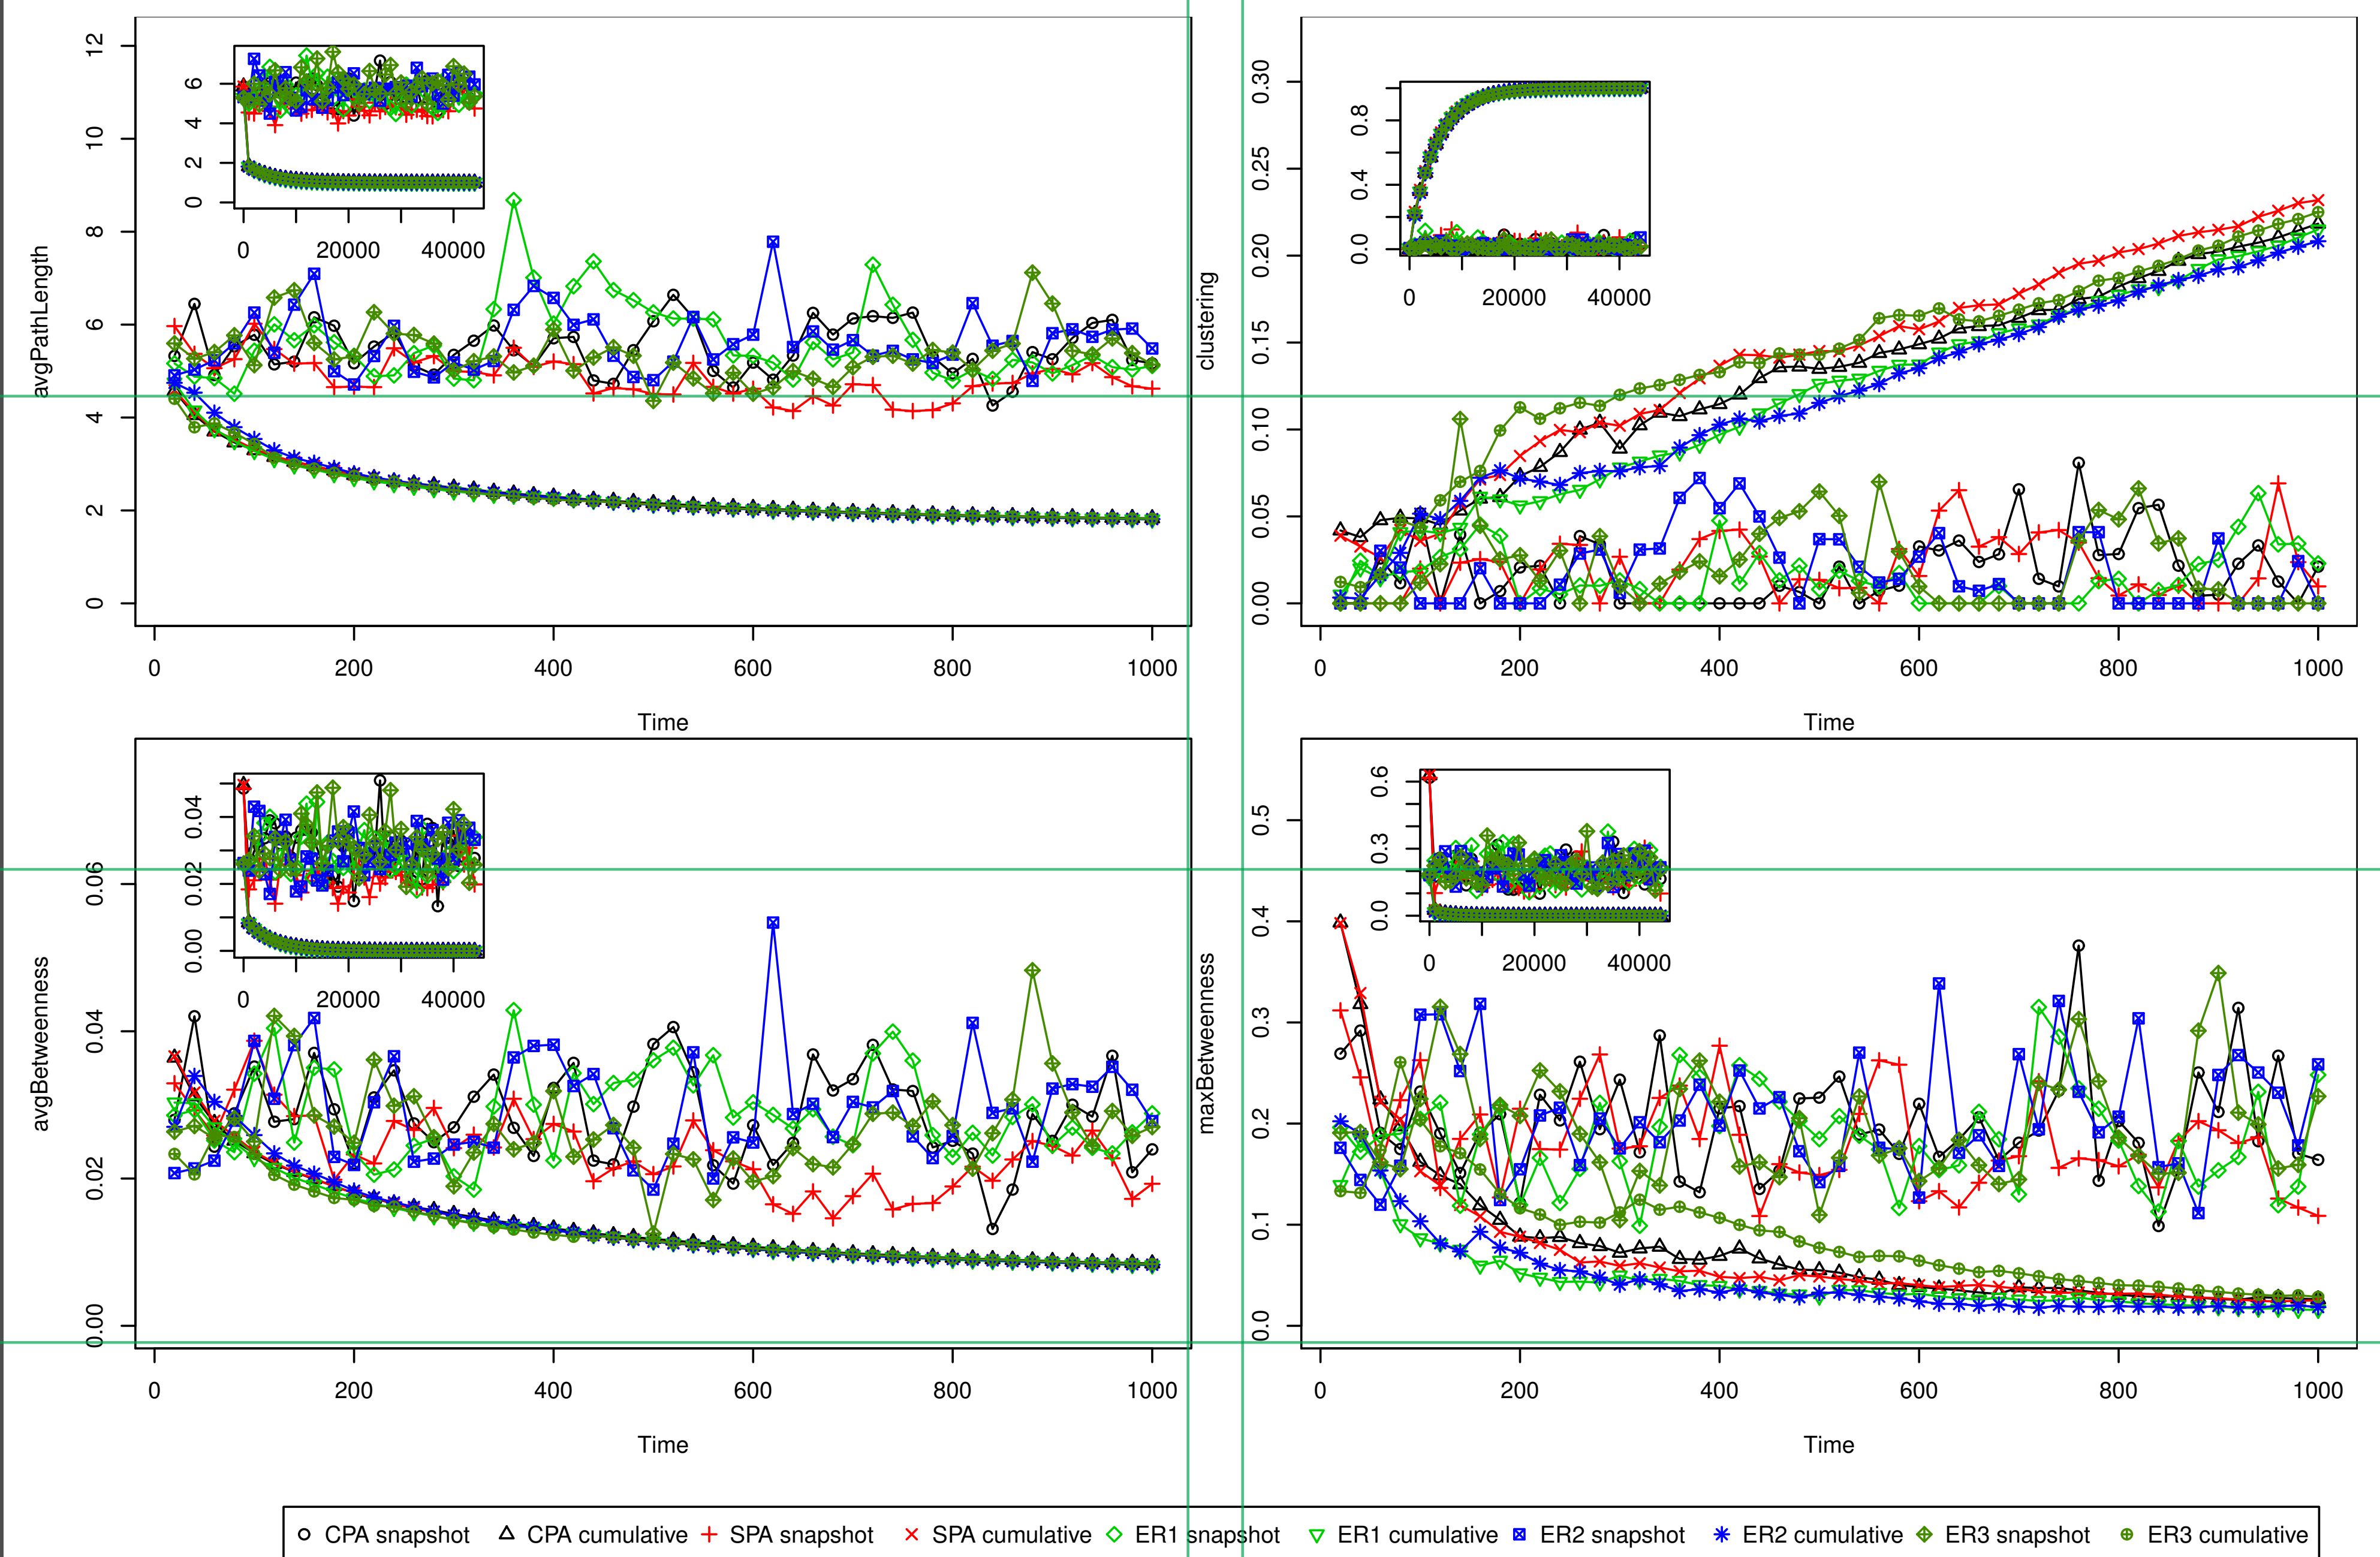 avgPathLength
0 2 4 6 8 10 12
0 2 4 6
0 20000 40000
0 200 400 600 800 1000
Time
clustering
0.00 0.05 0.10 0.15 0.20 0.25 0.30
0.0 0.4 0.8
0 20000 40000
0 200 400 600 800 1000
Time
avgBetweenness
0.00 0.02 0.04 0.06
0.00 0.02 0.04
0 20000 40000
0 200 400 600 800 1000
Time
maxBetweenness
0.0 0.1 0.2 0.3 0.4 0.5
0.0 0.3 0.6
0 20000 40000
0 200 400 600 800 1000
Time
CPA snapshot CPA cumulative SPA snapshot SPA cumulative ER1 snapshot ER1 cumulative ER2 snapshot ER2 cumulative ER3 snapshot ER3 cumulative